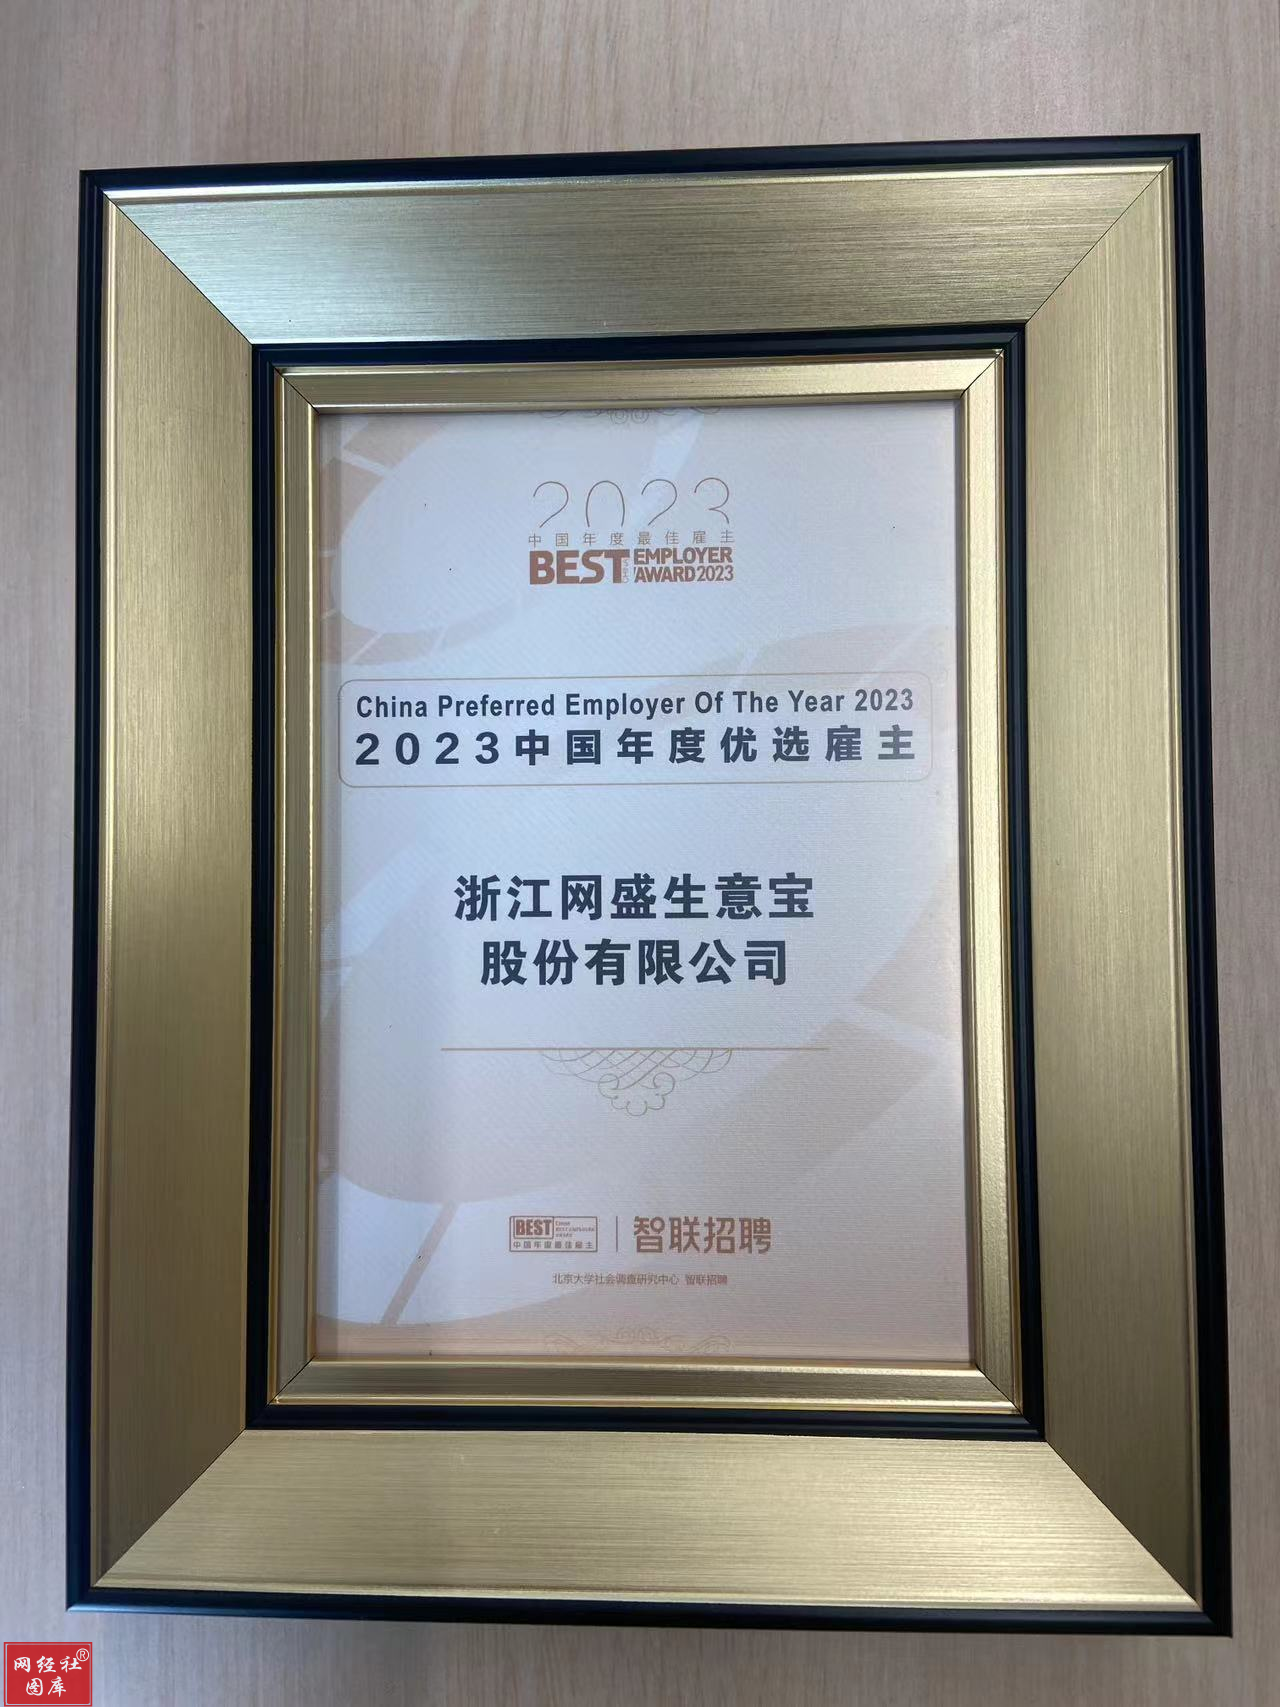 2023
中国年度最佳雇主
BEST EMPLOYER
AWARD2023
China Preferred Employer Of The Year 2023
2023中国年度优选雇主
浙江网盛生意宝
股份有限公司
BEST
中国年度最佳雇主
智联招聘
北京大学社会调查研究中心 智联招聘
网经社®
图库